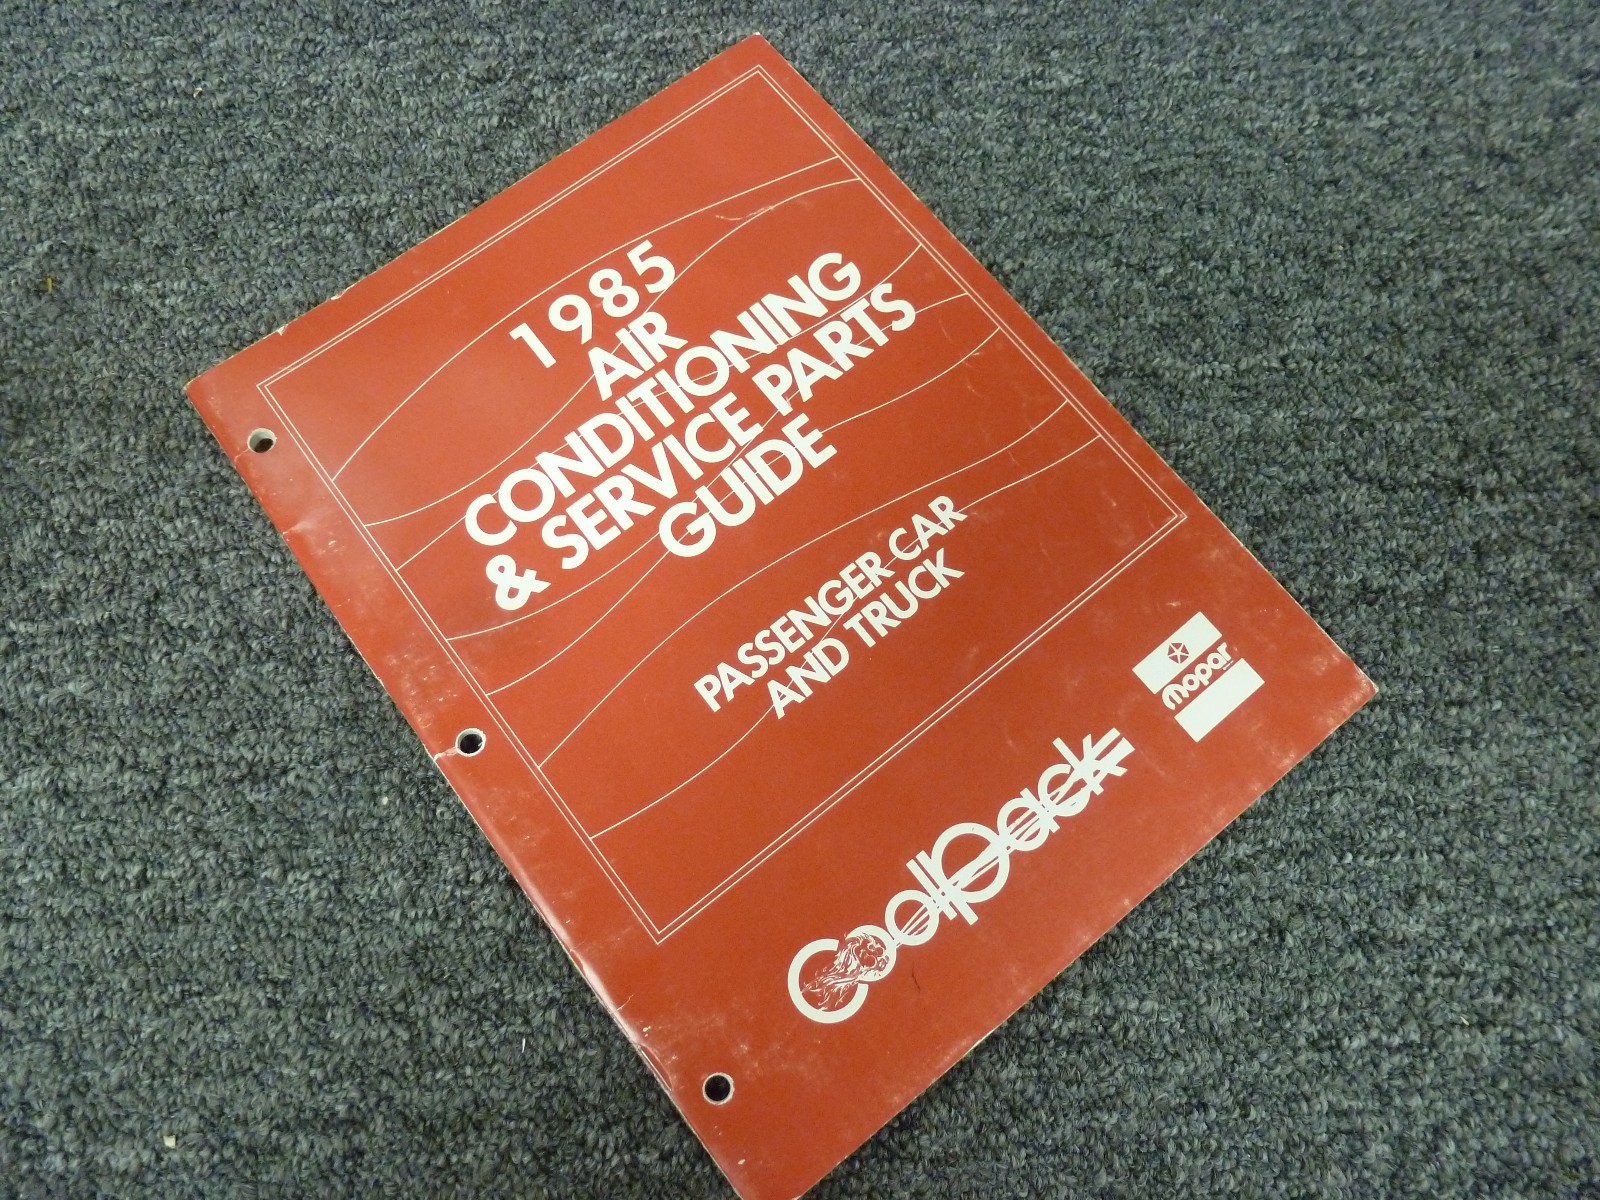 1985
AIR
CONDITIONING
& SERVICE PARTS
GUIDE
PASSENGER CAR
AND TRUCK
Mopar
CoolPack